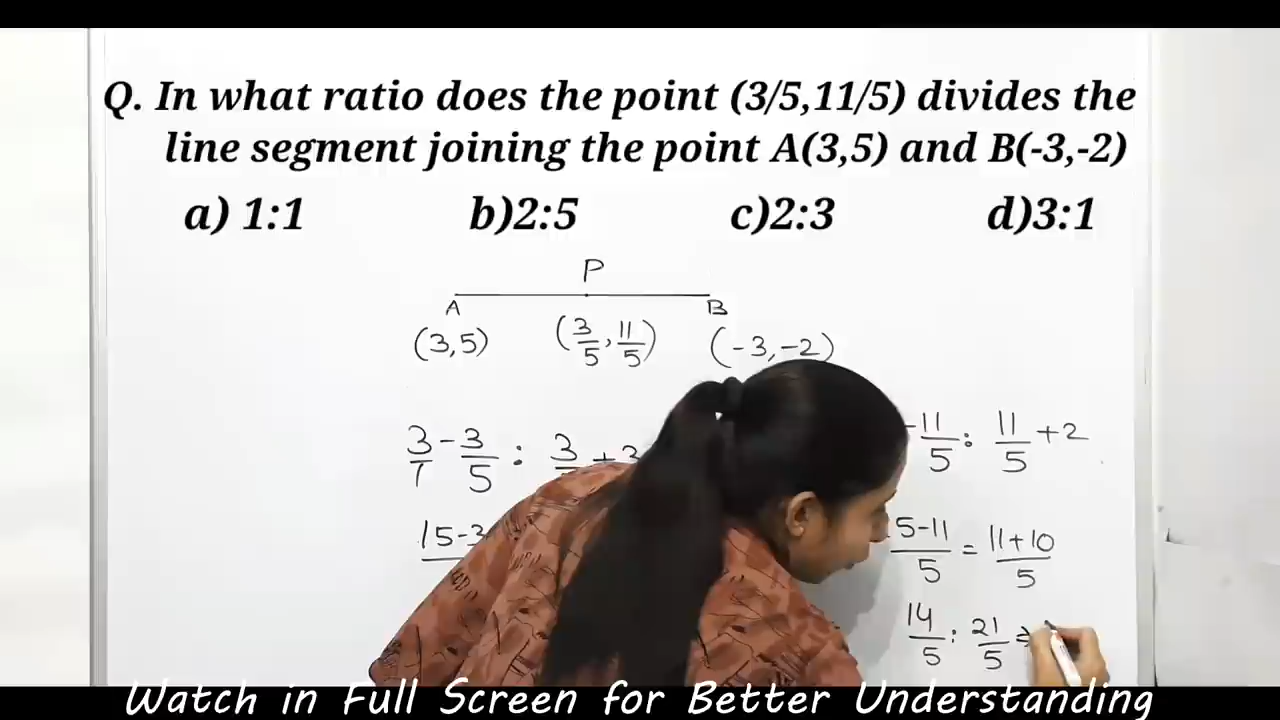 Q. In what ratio does the point (3/5,11/5) divides the
line segment joining the point A(3,5) and B(-3,-2)
a) 1:1 b)2:5 c)2:3 d)3:1
P
A B
(3,5) (3/5, 11/5) (-3,-2)
3/1 - 3/5 : -11/5 : 11/5 +2
15-3 5-11/5 = 11+10/5
14/5 : 21/5 ⇒
Watch in Full Screen for Better Understanding